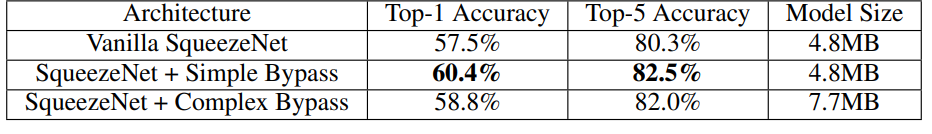 Architecture Top-1 Accuracy Top-5 Accuracy Model Size
Vanilla SqueezeNet 57.5% 80.3% 4.8MB
SqueezeNet + Simple Bypass 60.4% 82.5% 4.8MB
SqueezeNet + Complex Bypass 58.8% 82.0% 7.7MB